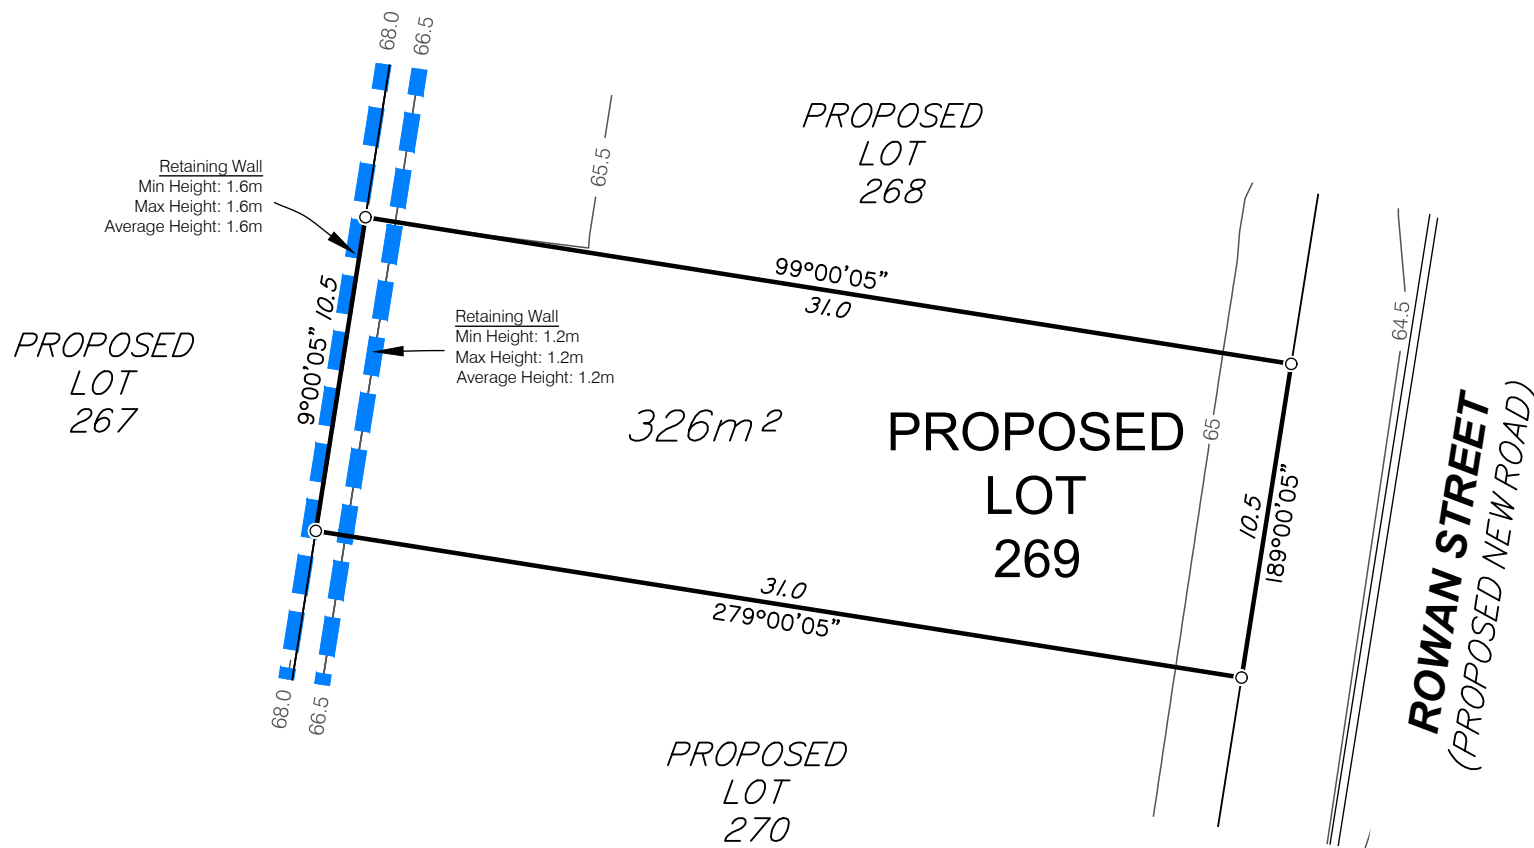 68.0
66.5
PROPOSED
LOT
268
65.5
Retaining Wall
Min Height: 1.6m
Max Height: 1.6m
Average Height: 1.6m
99°00'05"
31.0
10.5
9°00'05"
Retaining Wall
Min Height: 1.2m
Max Height: 1.2m
Average Height: 1.2m
64.5
PROPOSED
LOT
267
326m²
PROPOSED
LOT
269
65
10.5
189°00'05"
ROWAN STREET
(PROPOSED NEW ROAD)
31.0
279°00'05"
68.0
66.5
PROPOSED
LOT
270